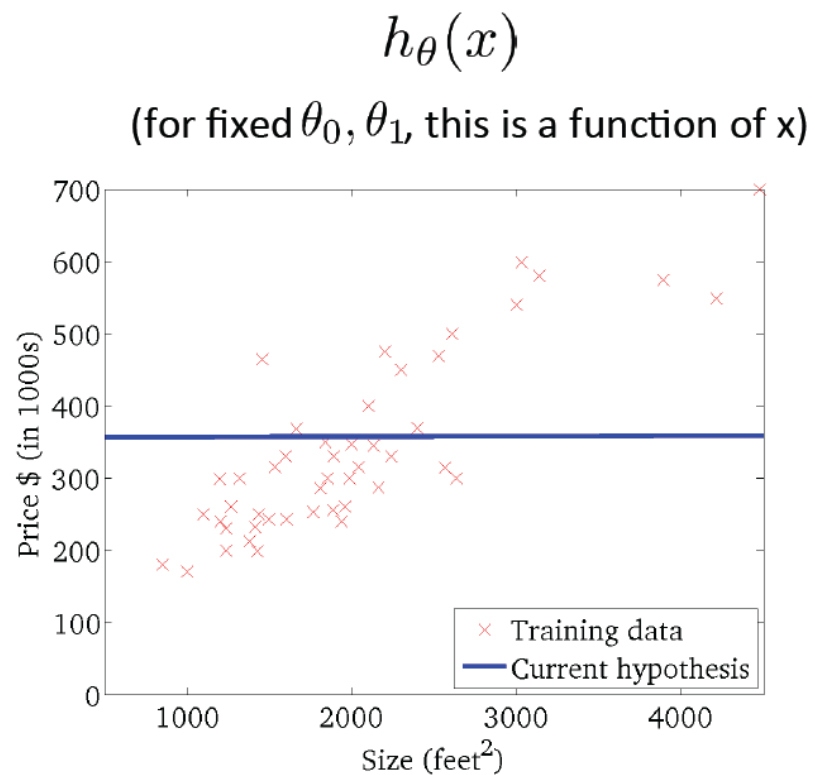 hθ(x)
(for fixed θ0, θ1, this is a function of x)
700
600
500
400
300
200
100
0
Price $ (in 1000s)
Training data
Current hypothesis
1000 2000 3000 4000
Size (feet²)